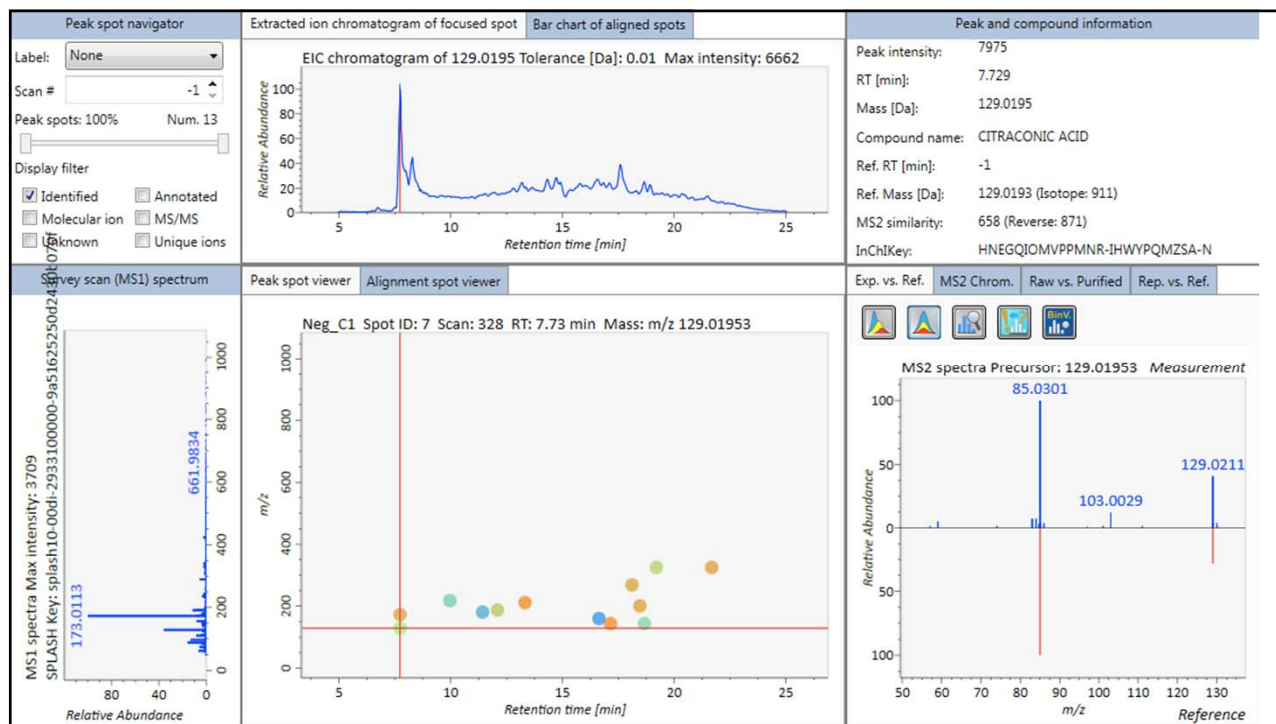 Peak spot navigator
Label: None
Scan # -1
Peak spots: 100% Num. 13
Display filter
Identified Annotated
Molecular ion MS/MS
Unknown Unique ions
Extracted ion chromatogram of focused spot Bar chart of aligned spots
EIC chromatogram of 129.0195 Tolerance [Da]: 0.01 Max intensity: 6662
Relative Abundance
100
80
60
40
20
0
5 10 15 20 25
Retention time [min]
Peak and compound information
Peak intensity: 7975
RT [min]: 7.729
Mass [Da]: 129.0195
Compound name: CITRACONIC ACID
Ref. RT [min]: -1
Ref. Mass [Da]: 129.0193 (Isotope: 911)
MS2 similarity: 658 (Reverse: 871)
InChIKey: HNEGQIOMVPPMNR-IHWYPQMZSA-N
Survey scan (MS1) spectrum
MS1 spectra Max intensity: 3709
173.0113
661.9834
0 200 400 600 800 1000
80 40 0
Relative Abundance
Peak spot viewer Alignment spot viewer
Neg_C1 Spot ID: 7 Scan: 328 RT: 7.73 min Mass: m/z 129.01953
m/z
1000
800
600
400
200
0
5 10 15 20 25
Retention time [min]
Exp. vs. Ref. MS2 Chrom. Raw vs. Purified Rep. vs. Ref.
BinV.
MS2 spectra Precursor: 129.01953 Measurement
85.0301
103.0029
129.0211
Relative Abundance
100
50
0
50
100
50 60 70 80 90 100 110 120 130
m/z
Reference